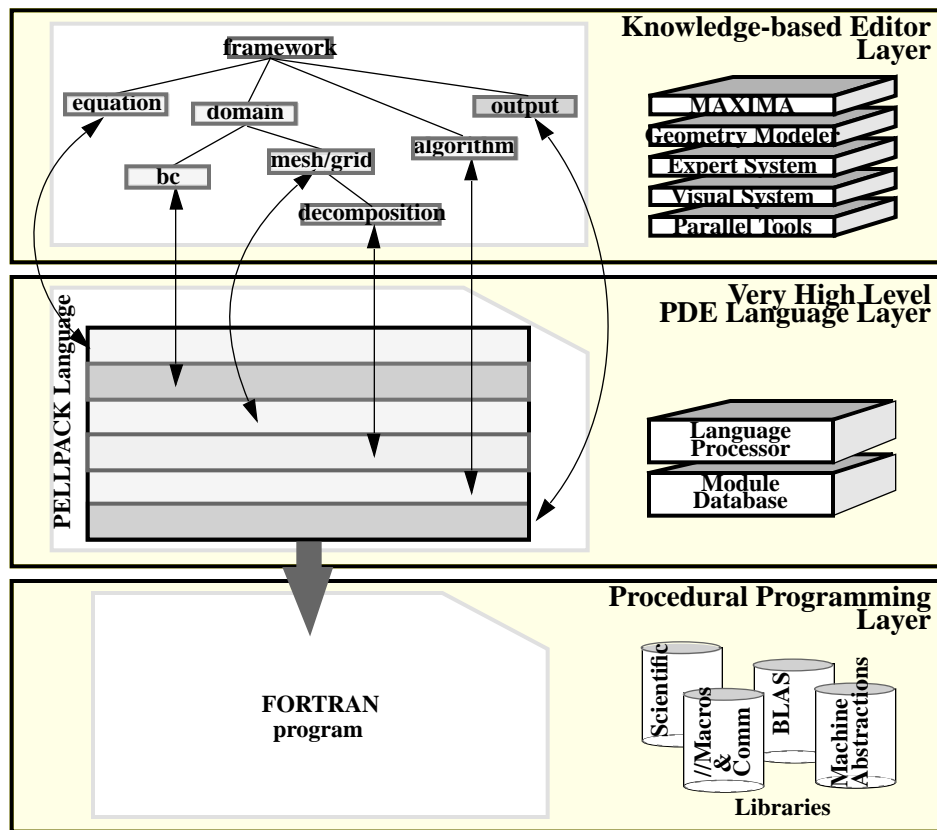 Knowledge-based Editor
Layer
framework
equation
domain
output
bc
mesh/grid
algorithm
decomposition
MAXIMA
Geometry Modeler
Expert System
Visual System
Parallel Tools
Very High Level
PDE Language Layer
PELLPACK Language
Language
Processor
Module
Database
Procedural Programming
Layer
FORTRAN
program
Scientific
//Macros
&
Comm
BLAS
Machine
Abstractions
Libraries